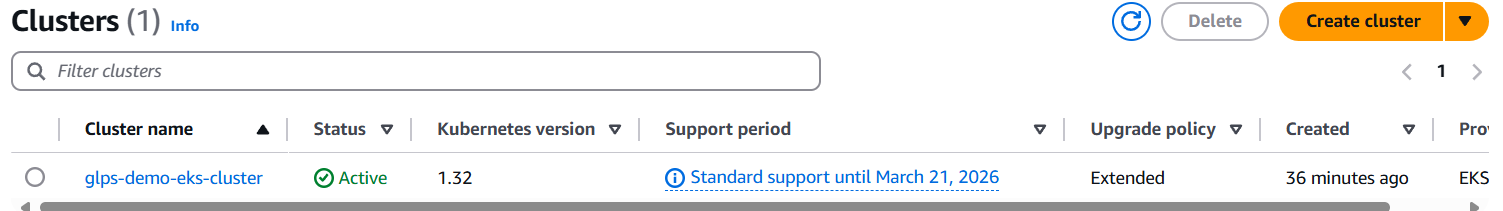 Clusters (1) Info
Delete
Create cluster
Filter clusters
1
Cluster name Status Kubernetes version Support period Upgrade policy Created Prov
glps-demo-eks-cluster Active 1.32 Standard support until March 21, 2026 Extended 36 minutes ago EKS